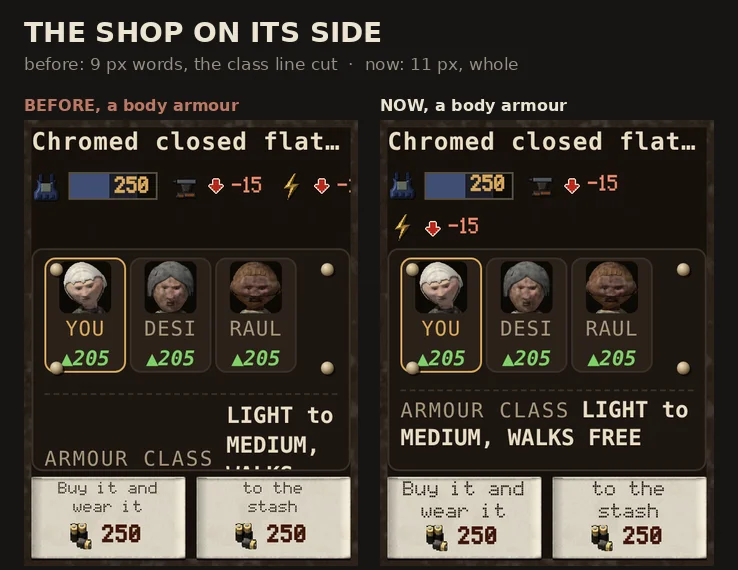 THE SHOP ON ITS SIDE
before: 9 px words, the class line cut · now: 11 px, whole
BEFORE, a body armour
Chromed closed flat…
250 -15
YOU DESI RAUL
▲205 ▲205 ▲205
LIGHT to
MEDIUM,
ARMOUR CLASS
Buy it and
wear it
250
to the
stash
250
NOW, a body armour
Chromed closed flat…
250 -15
-15
YOU DESI RAUL
▲205 ▲205 ▲205
ARMOUR CLASS LIGHT to
MEDIUM, WALKS FREE
Buy it and
wear it
250
to the
stash
250